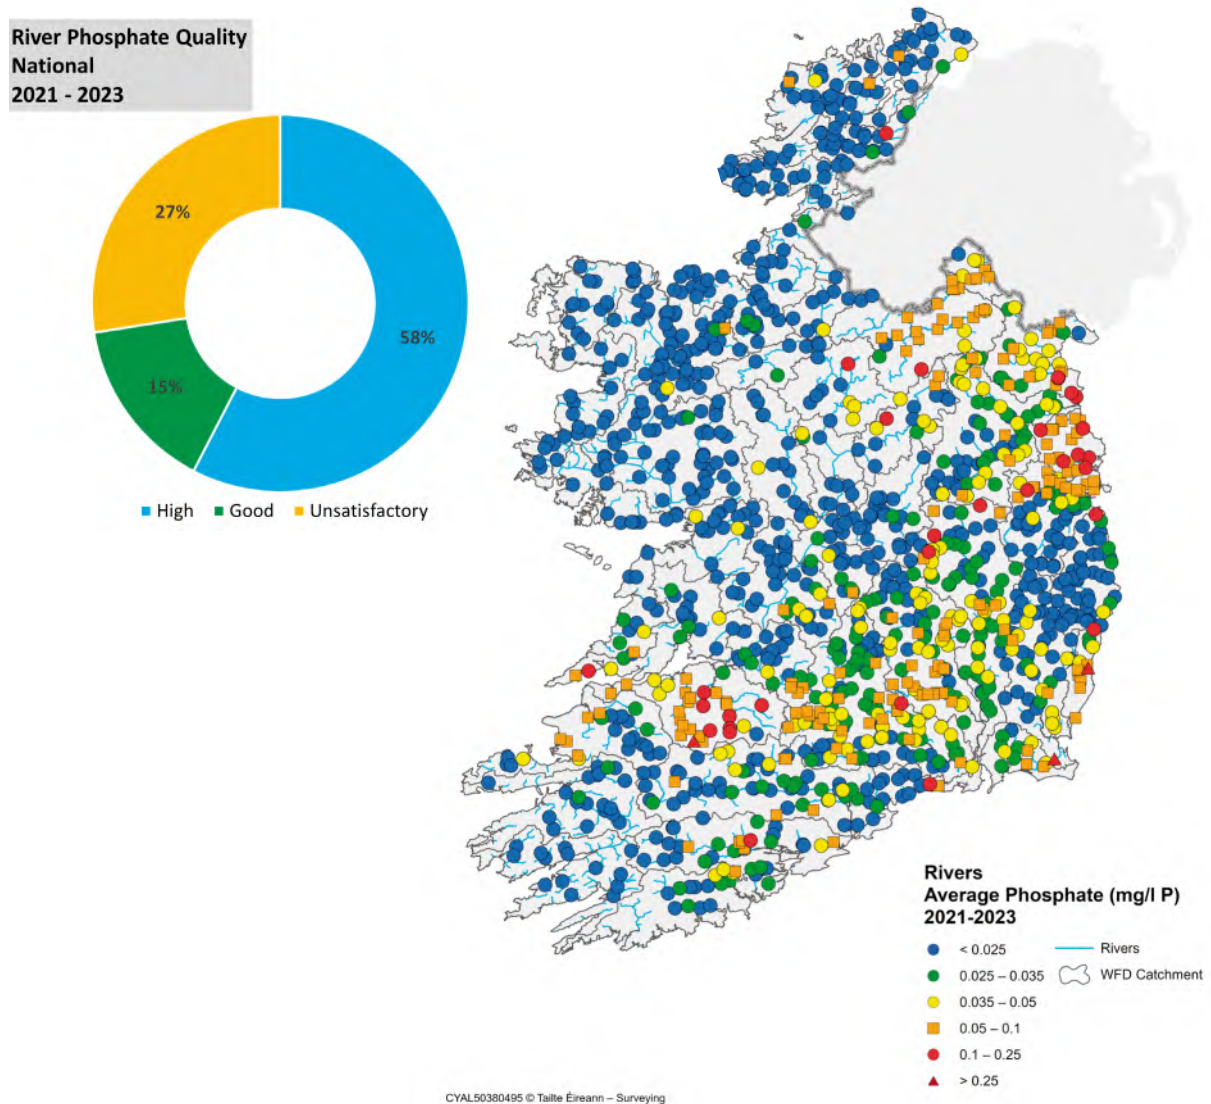 River Phosphate Quality
National
2021 - 2023
27%
58%
15%
High Good Unsatisfactory
Rivers
Average Phosphate (mg/l P)
2021-2023
< 0.025 Rivers
0.025 – 0.035 WFD Catchment
0.035 – 0.05
0.05 – 0.1
0.1 – 0.25
> 0.25
CYAL50380495 © Tailte Éireann – Surveying